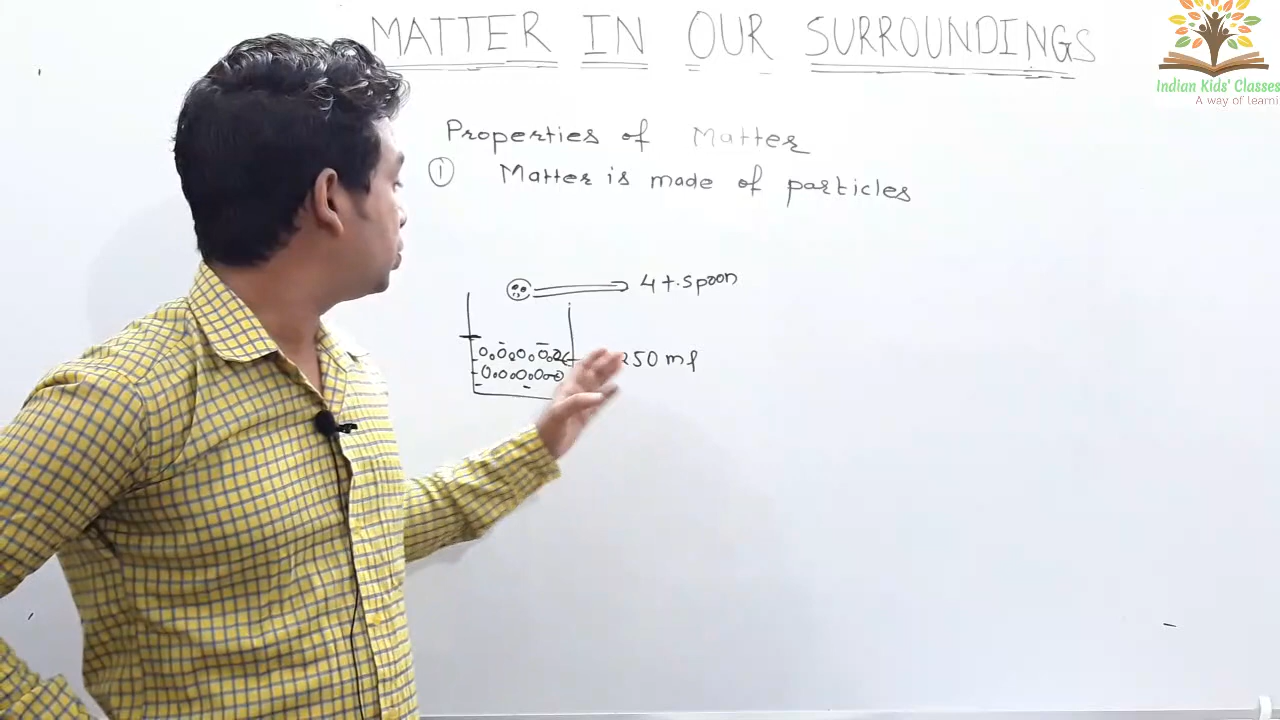 MATTER IN OUR SURROUNDINGS
Indian Kids' Classes
A way of learni
Properties of Matter
① Matter is made of particles
4 t.spoon
250 ml